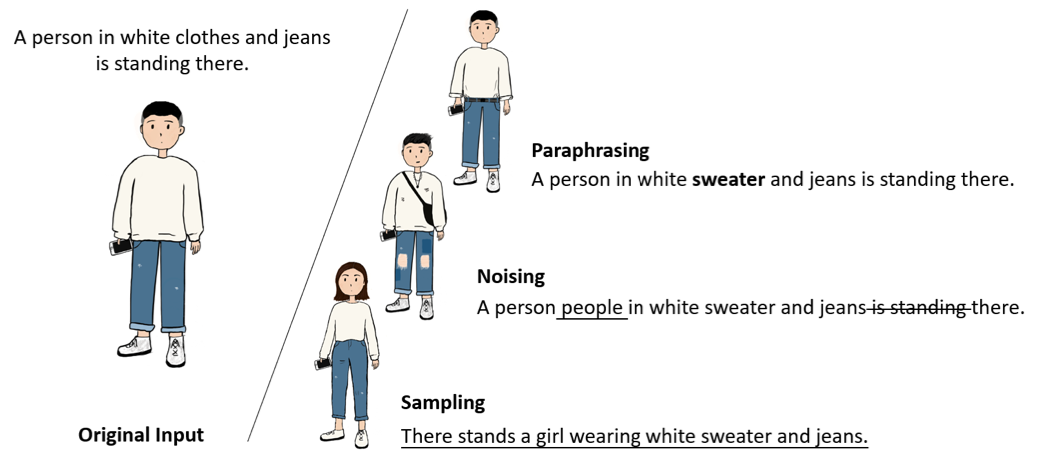 A person in white clothes and jeans
is standing there.
Original Input
Paraphrasing
A person in white sweater and jeans is standing there.
Noising
A person people in white sweater and jeans is standing there.
Sampling
There stands a girl wearing white sweater and jeans.